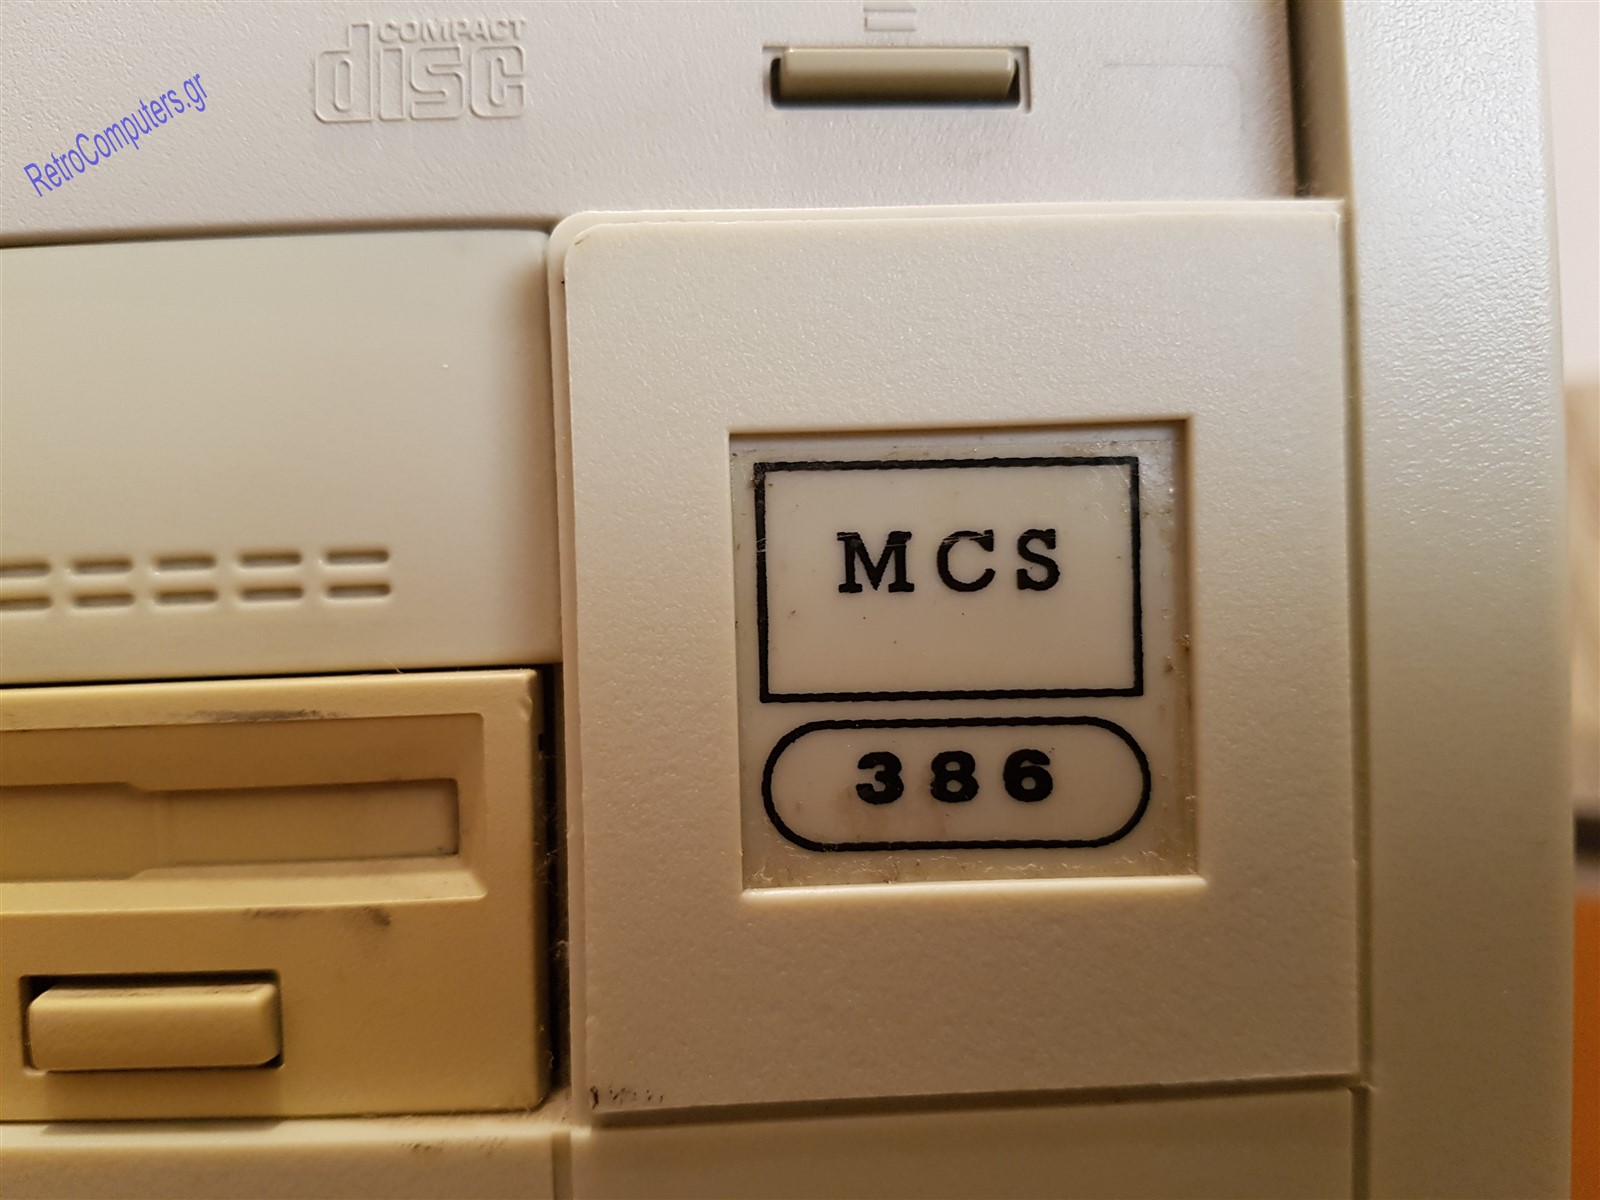 COMPACT
disc
RetroComputers.gr
MCS
386